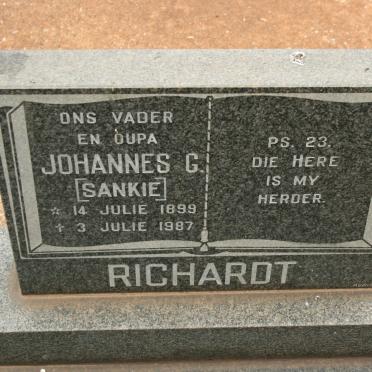 ONS VADER
EN OUPA
JOHANNES G.
[SANKIE]
☆ 14 JULIE 1899
✝ 3 JULIE 1987
PS. 23.
DIE HERE
IS MY
HERDER.
RICHARDT